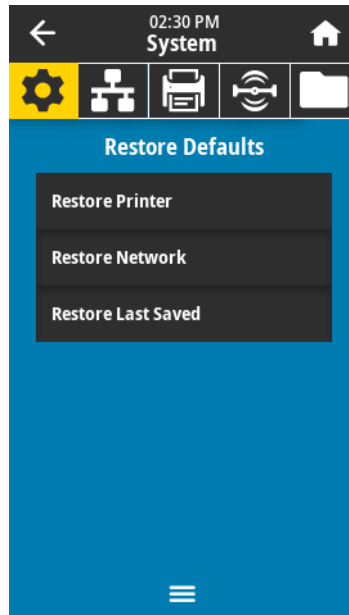 02:30 PM
System
Restore Defaults
Restore Printer
Restore Network
Restore Last Saved